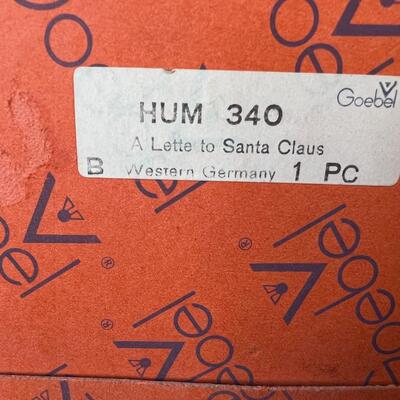 Goebel
HUM 340
A Lette to Santa Claus
B Western Germany 1 PC